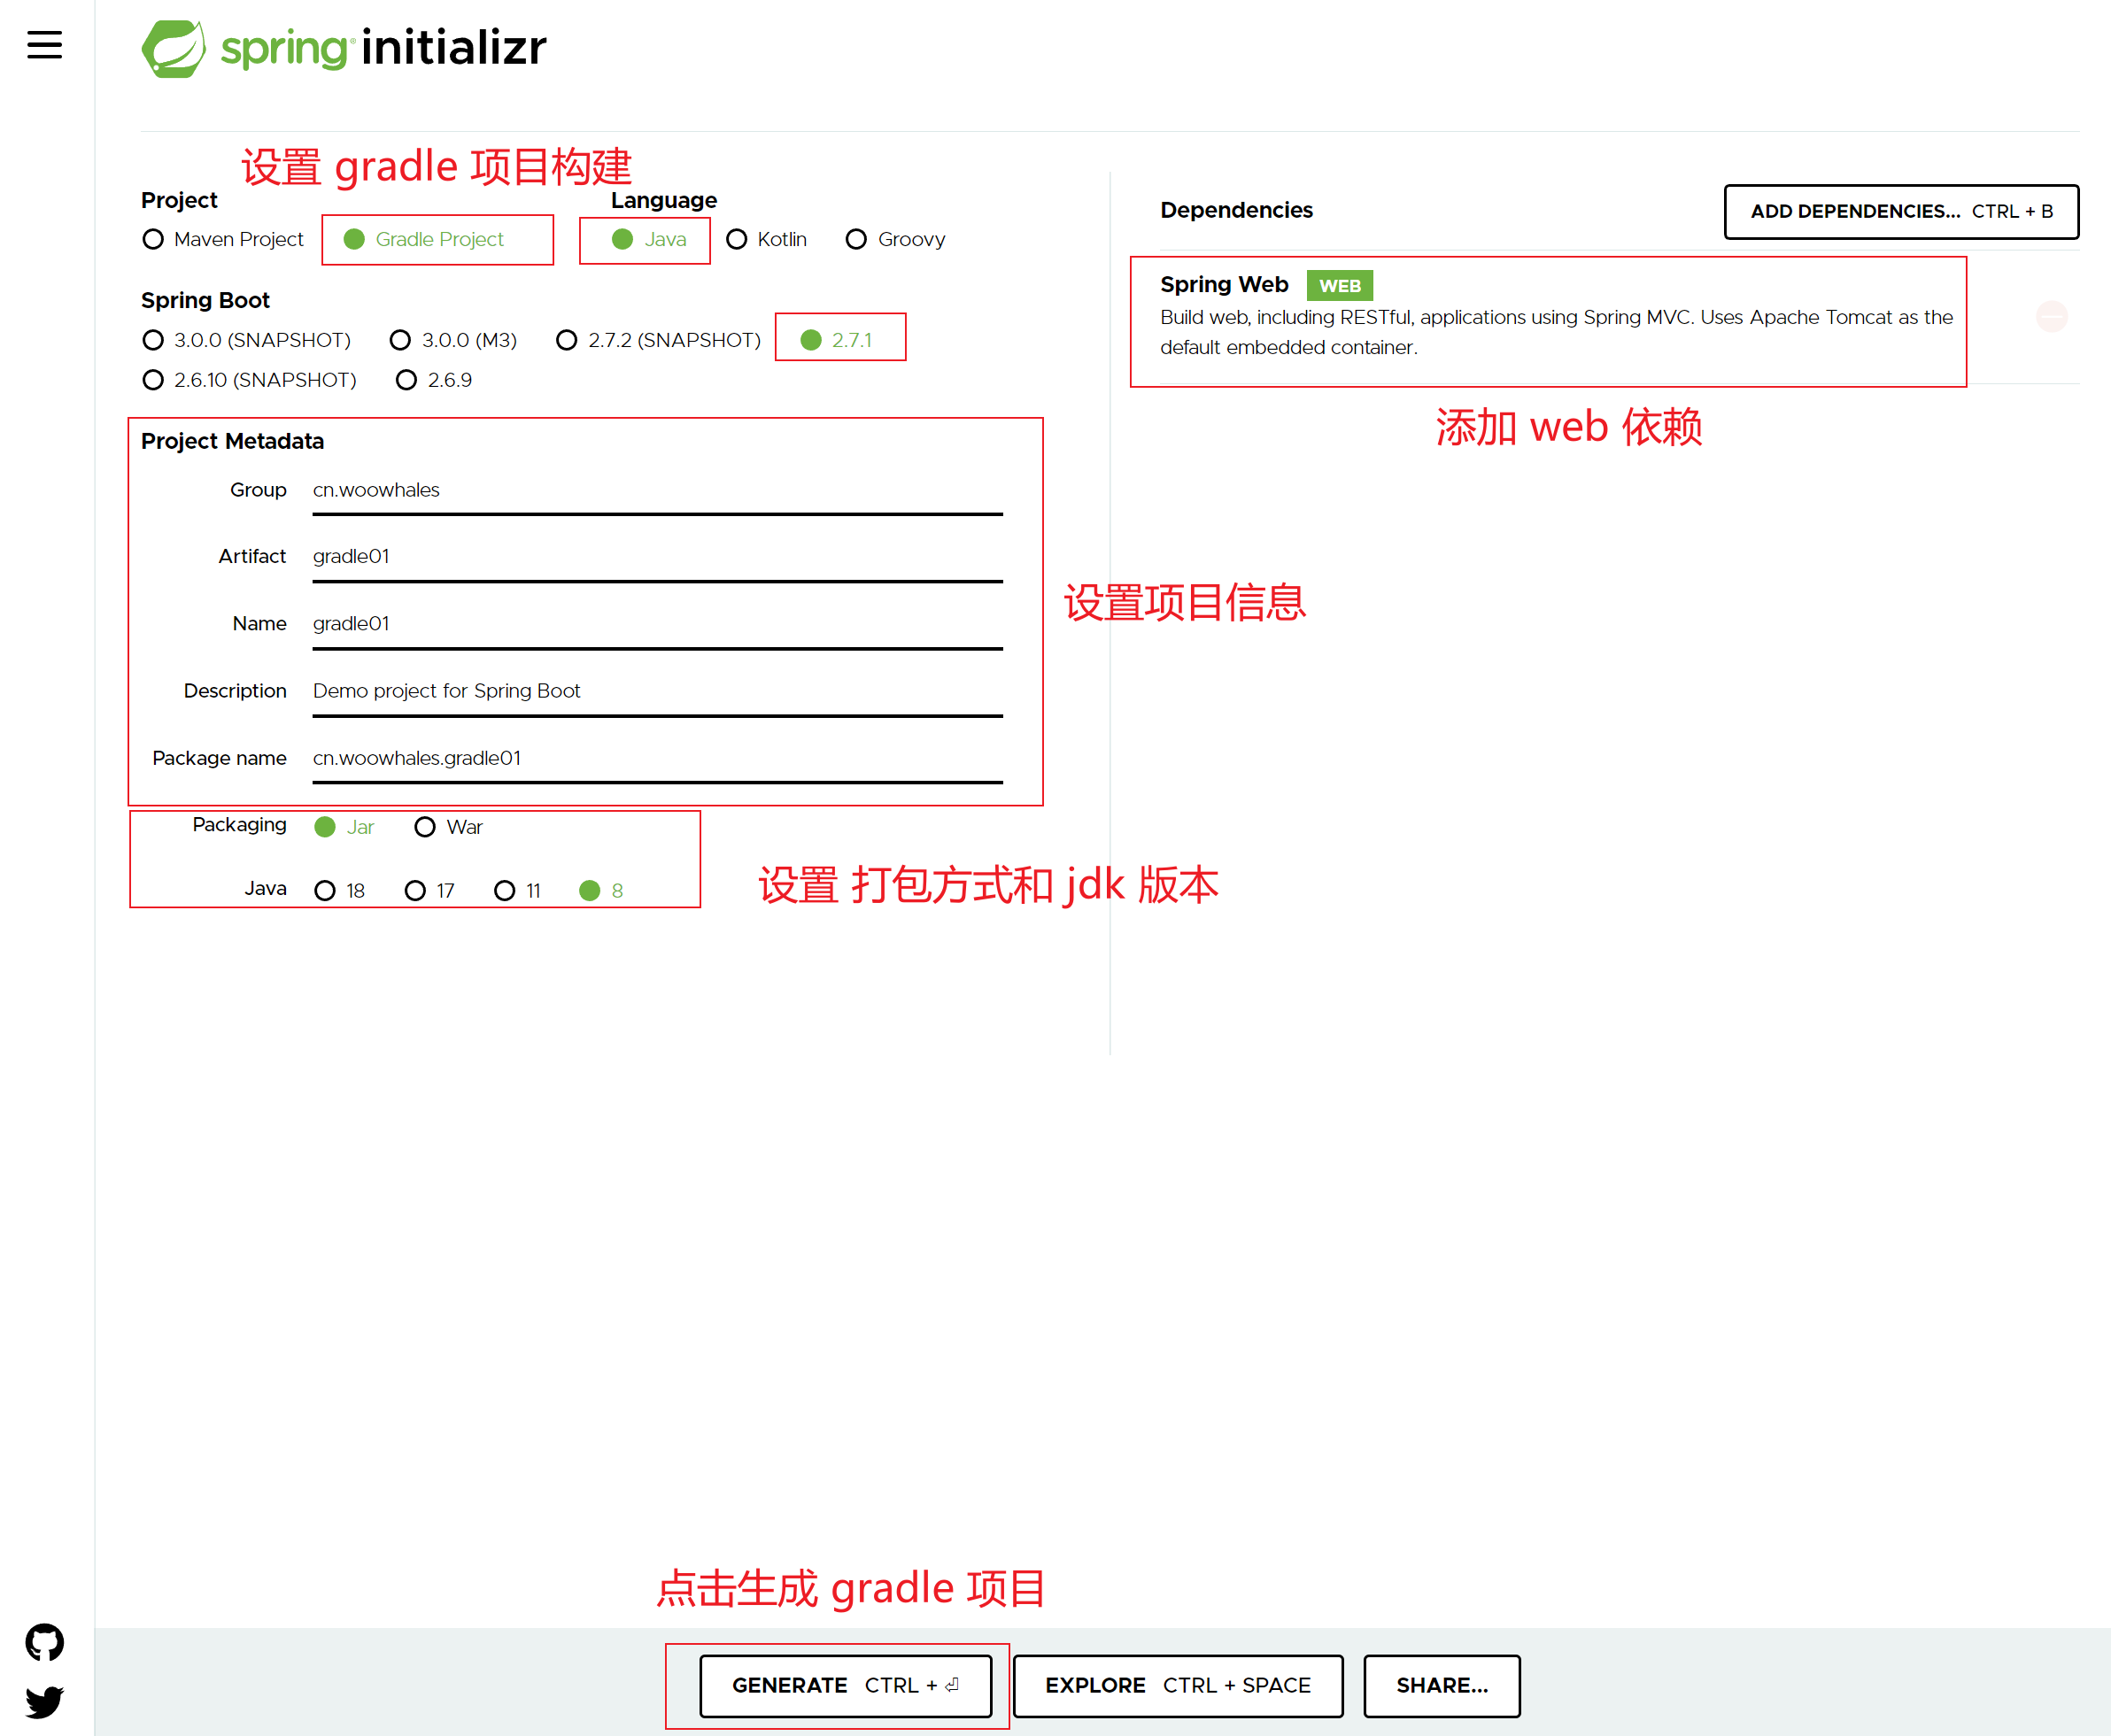 spring initializr
设置 gradle 项目构建
Project
Language
Maven Project Gradle Project
Java Kotlin Groovy
Spring Boot
3.0.0 (SNAPSHOT) 3.0.0 (M3) 2.7.2 (SNAPSHOT) 2.7.1
2.6.10 (SNAPSHOT) 2.6.9
Project Metadata
Group cn.woowhales
Artifact gradle01
Name gradle01
Description Demo project for Spring Boot
Package name cn.woowhales.gradle01
设置项目信息
Packaging Jar War
Java 18 17 11 8
设置 打包方式和 jdk 版本
Dependencies
ADD DEPENDENCIES... CTRL + B
Spring Web WEB
Build web, including RESTful, applications using Spring MVC. Uses Apache Tomcat as the
default embedded container.
添加 web 依赖
点击生成 gradle 项目
GENERATE CTRL + ⏎
EXPLORE CTRL + SPACE
SHARE...